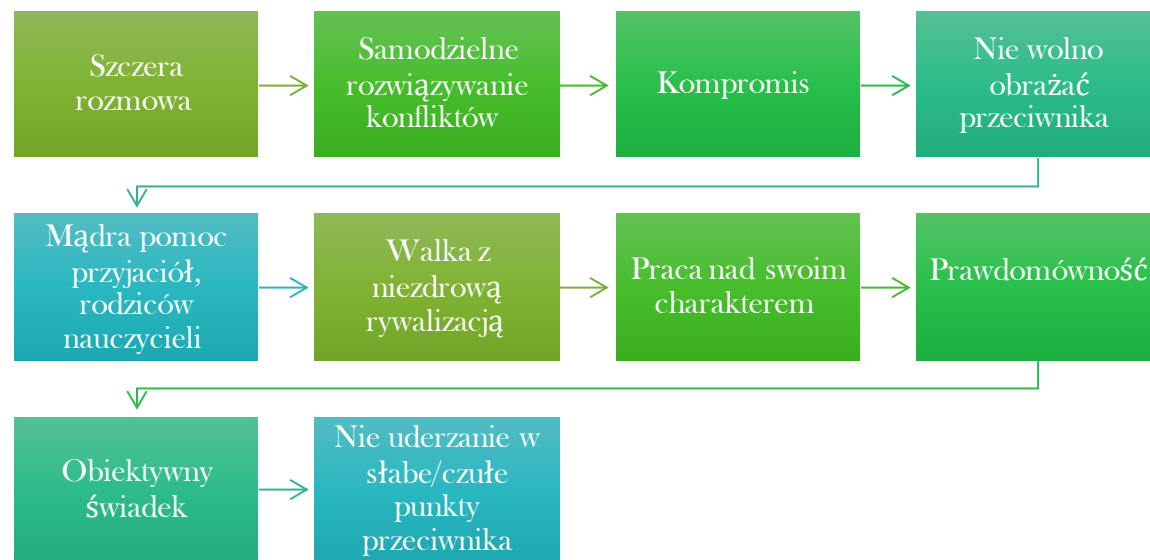 Szczera
rozmowa
Samodzielne
rozwiązywanie
konfliktów
Kompromis
Nie wolno
obrażać
przeciwnika
Mądra pomoc
przyjaciół,
rodziców
nauczycieli
Walka z
niezdrową
rywalizacją
Praca nad swoim
charakterem
Prawdomówność
Obiektywny
świadek
Nie uderzanie w
słabe/czułe
punkty
przeciwnika